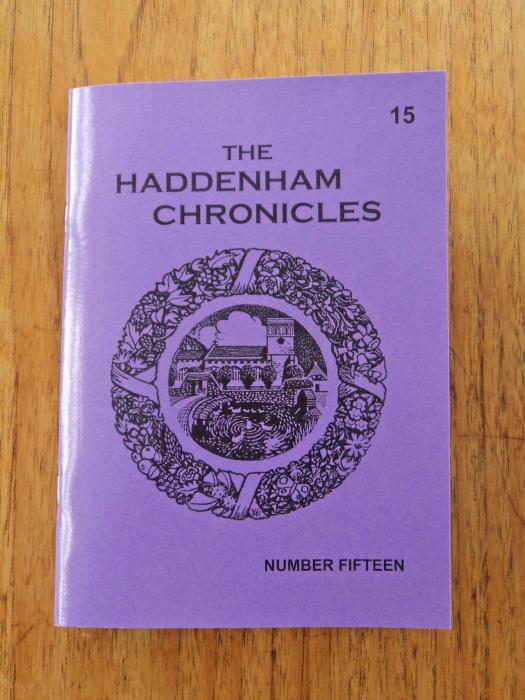 15
THE
HADDENHAM
CHRONICLES
NUMBER FIFTEEN